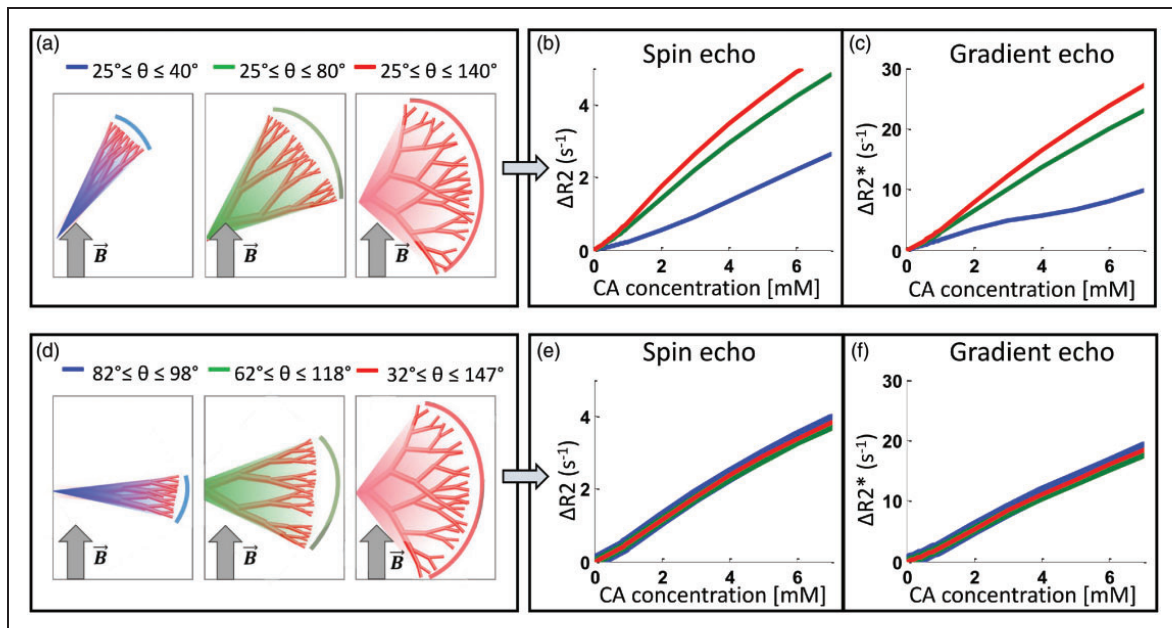 (a)
25°≤ θ ≤ 40° 25°≤ θ ≤ 80° 25°≤ θ ≤ 140°
B B B
(b) Spin echo
ΔR2 (s⁻¹)
4
2
0
0 2 4 6
CA concentration [mM]
(c) Gradient echo
ΔR2* (s⁻¹)
30
20
10
0
0 2 4 6
CA concentration [mM]
(d)
82°≤ θ ≤ 98° 62°≤ θ ≤ 118° 32°≤ θ ≤ 147°
B B B
(e) Spin echo
ΔR2 (s⁻¹)
4
2
0
0 2 4 6
CA concentration [mM]
(f) Gradient echo
ΔR2* (s⁻¹)
30
20
10
0
0 2 4 6
CA concentration [mM]